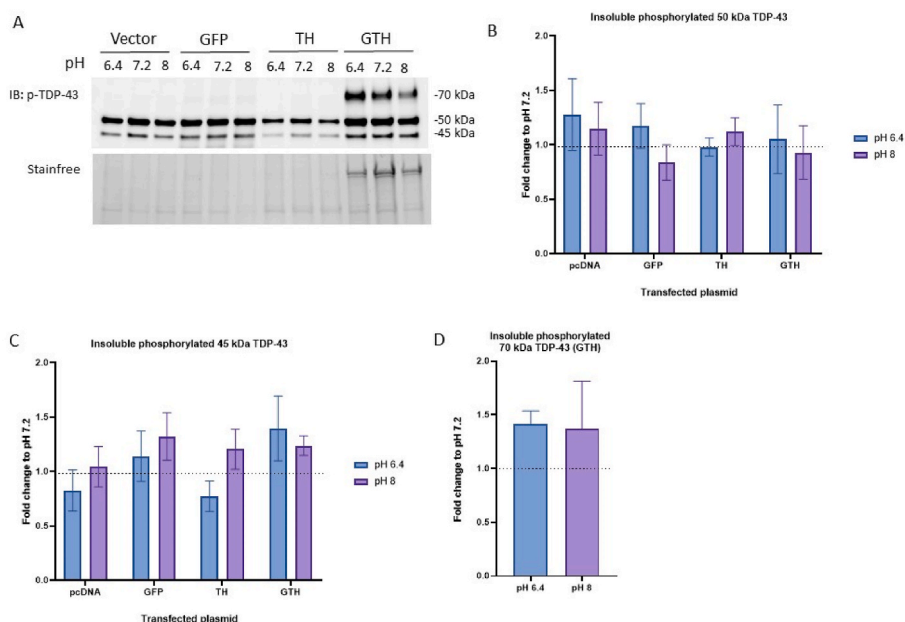 A
Vector GFP TH GTH
pH 6.4 7.2 8 6.4 7.2 8 6.4 7.2 8 6.4 7.2 8
IB: p-TDP-43
-70 kDa
-50 kDa
-45 kDa
Stainfree
B
Insoluble phosphorylated 50 kDa TDP-43
Fold change to pH 7.2
2.0
1.5
1.0
0.5
0.0
pcDNA GFP TH GTH
Transfected plasmid
pH 6.4
pH 8
C
Insoluble phosphorylated 45 kDa TDP-43
Fold change to pH 7.2
2.0
1.5
1.0
0.5
0.0
pcDNA GFP TH GTH
Transfected plasmid
pH 6.4
pH 8
D
Insoluble phosphorylated
70 kDa TDP-43 (GTH)
Fold change to pH 7.2
2.0
1.5
1.0
0.5
0.0
pH 6.4 pH 8